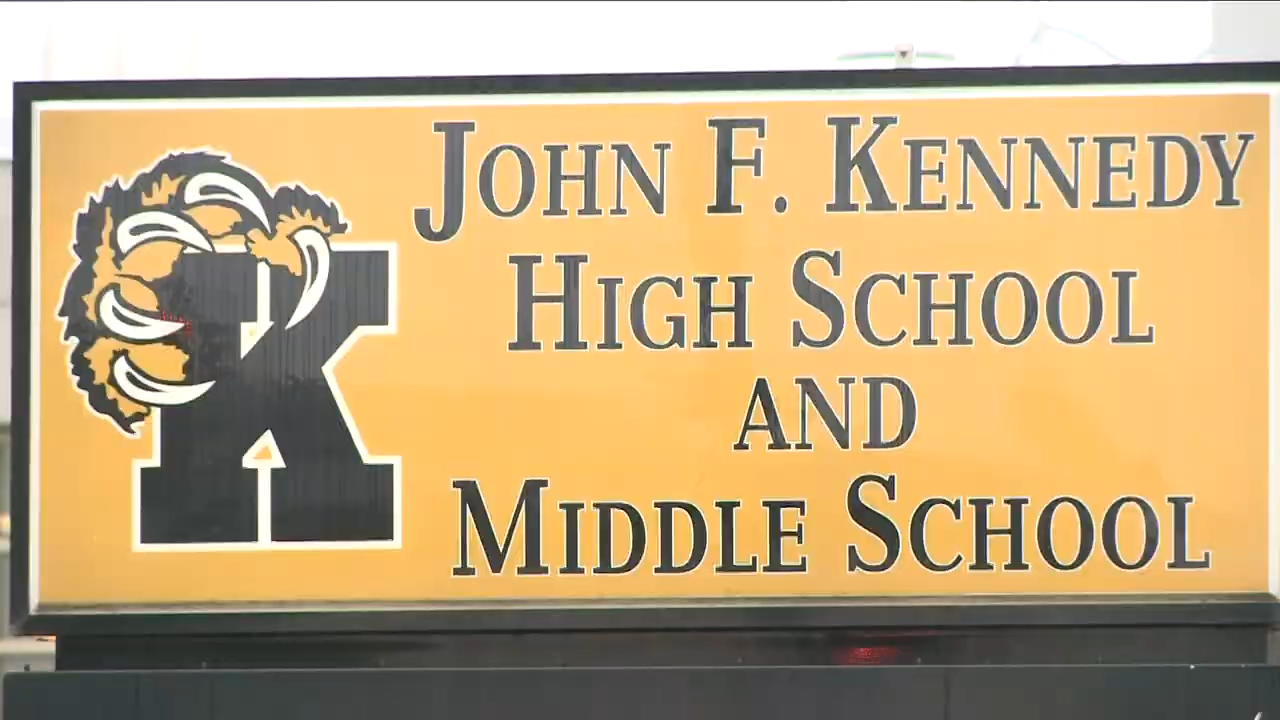 K
JOHN F. KENNEDY
HIGH SCHOOL
AND
MIDDLE SCHOOL